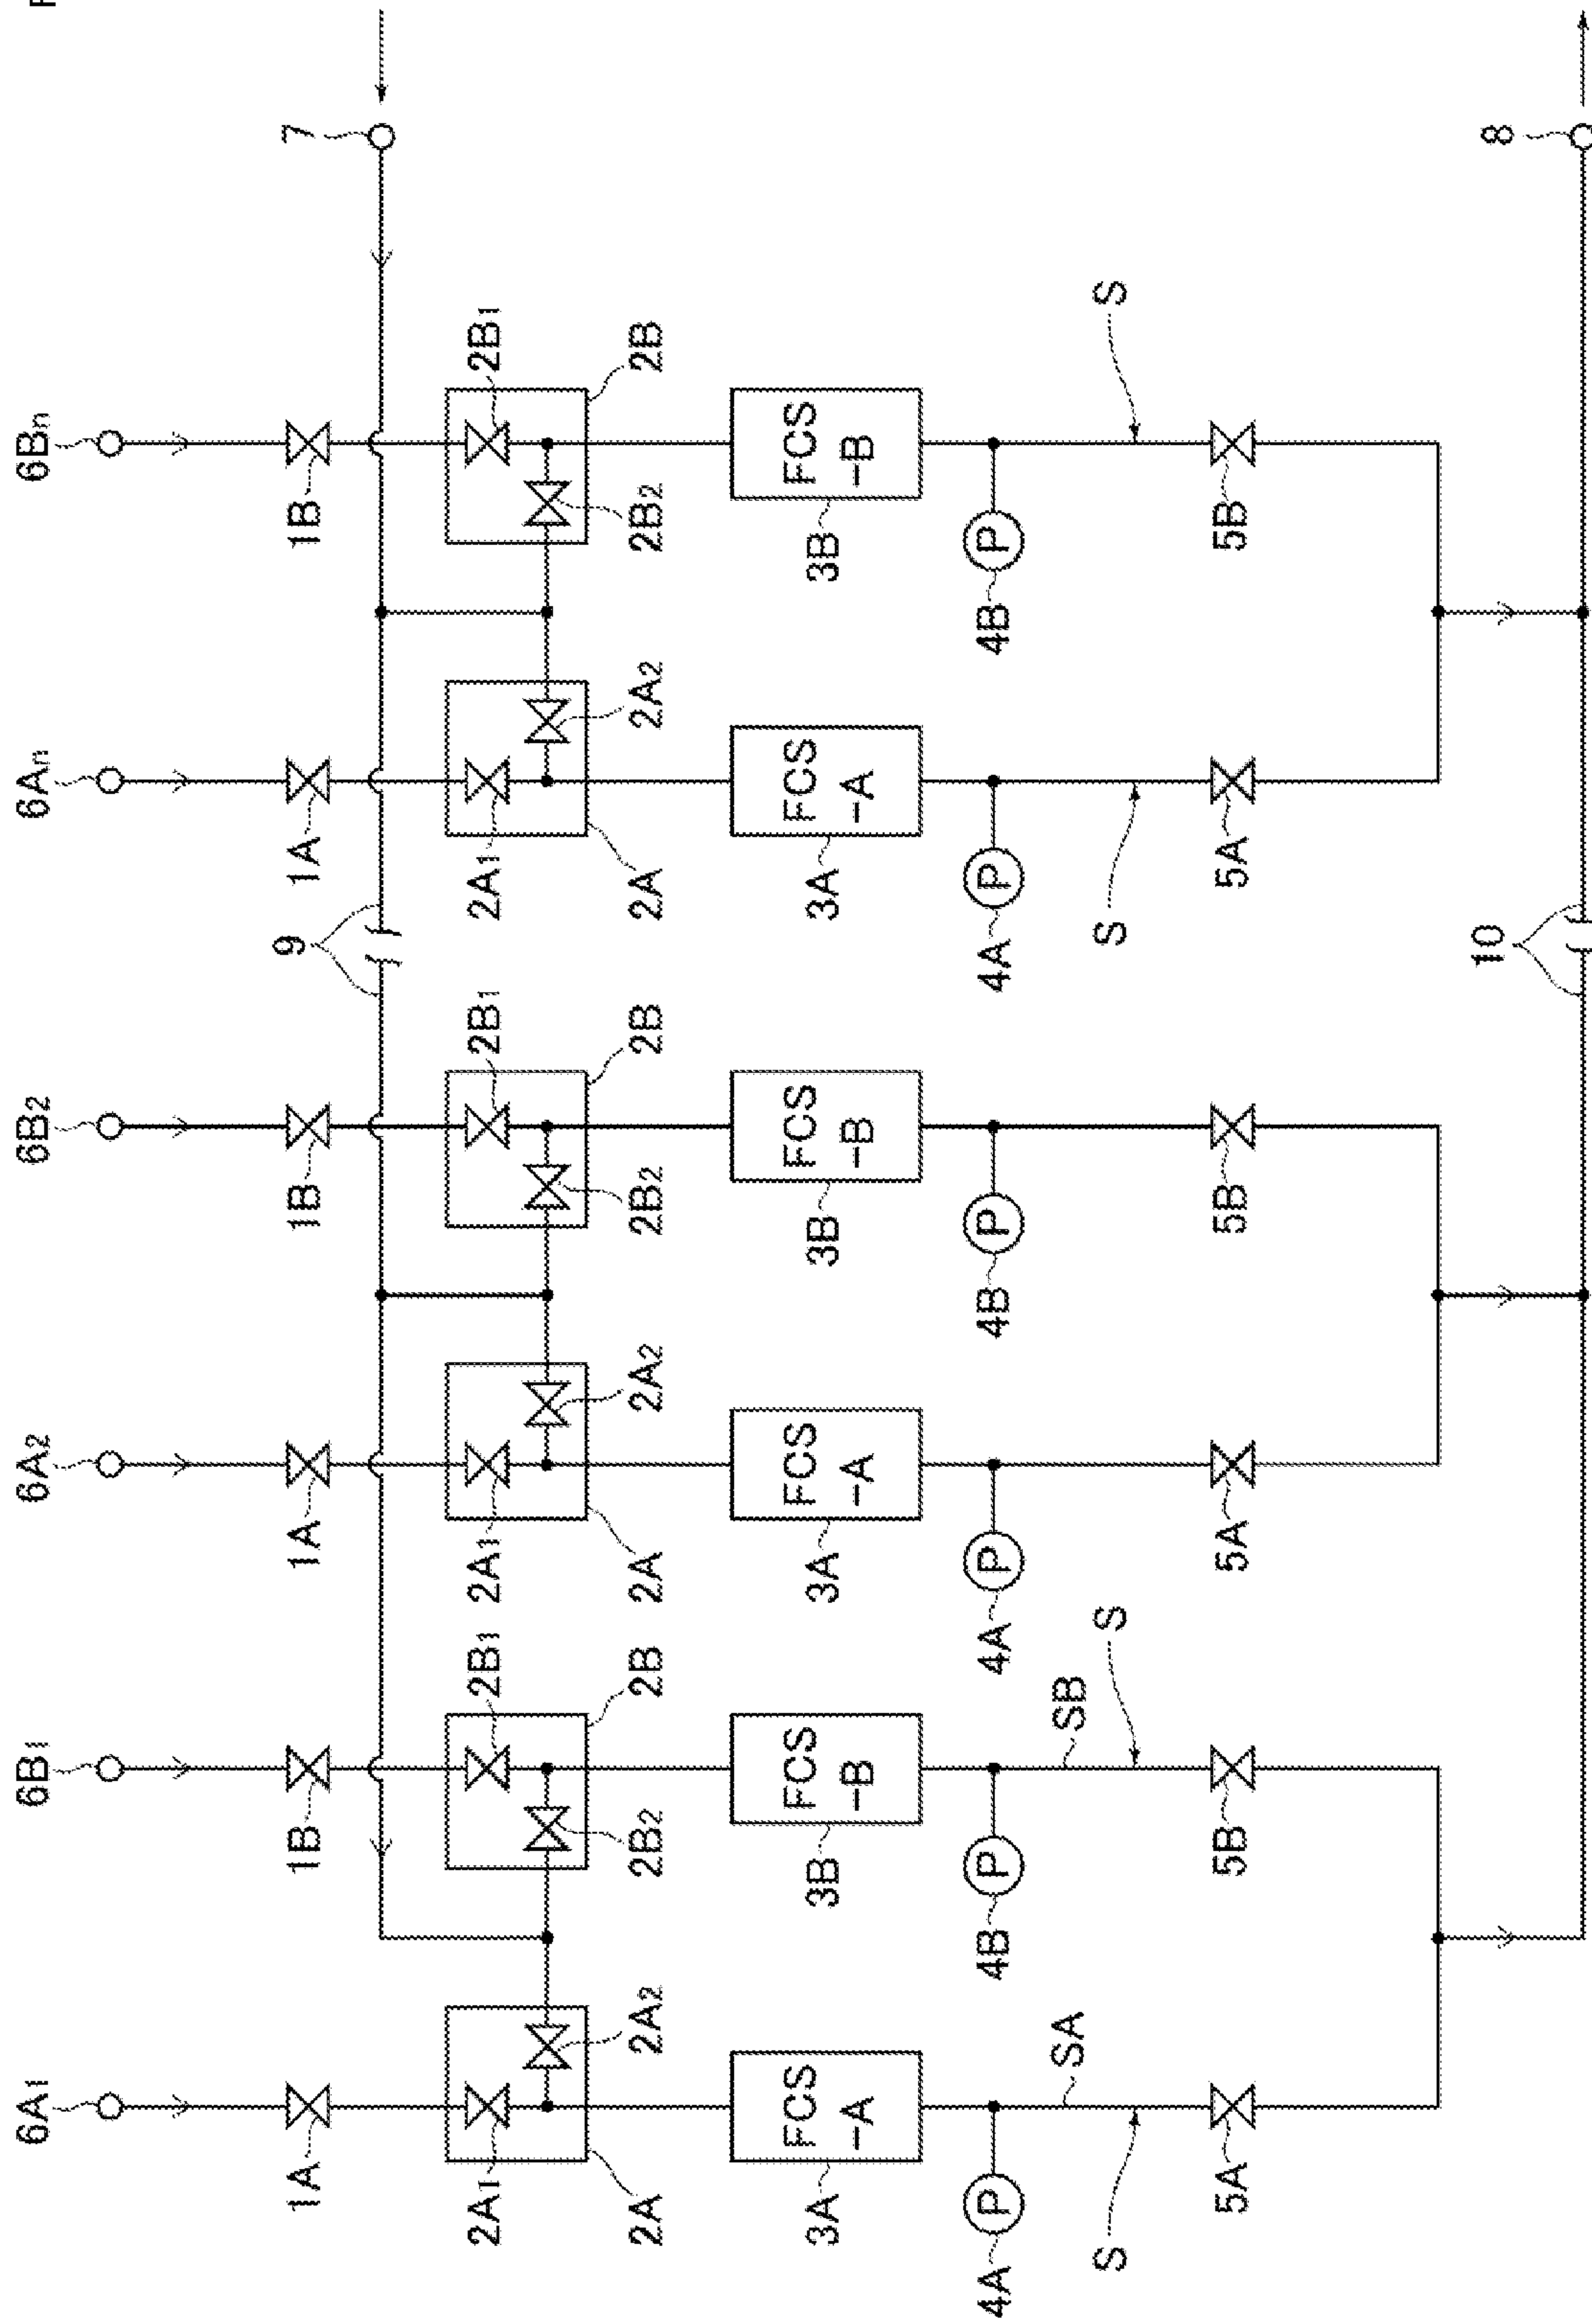 F
6A1
6B1
6A2
6B2
6An
6Bn
1A
1B
1A
1B
1A
1B
7
9
2A1
2A2
2A
2B1
2B2
2B
2A1
2A2
2A
2B1
2B2
2B
2A1
2A2
2A
2B1
2B2
2B
FCS
-A
3A
FCS
-B
3B
FCS
-A
3A
FCS
-B
3B
FCS
-A
3A
FCS
-B
3B
P
4A
P
4B
P
4A
P
4B
P
4A
P
4B
SA
SB
S
S
S
S
5A
5B
5A
5B
5A
5B
10
8